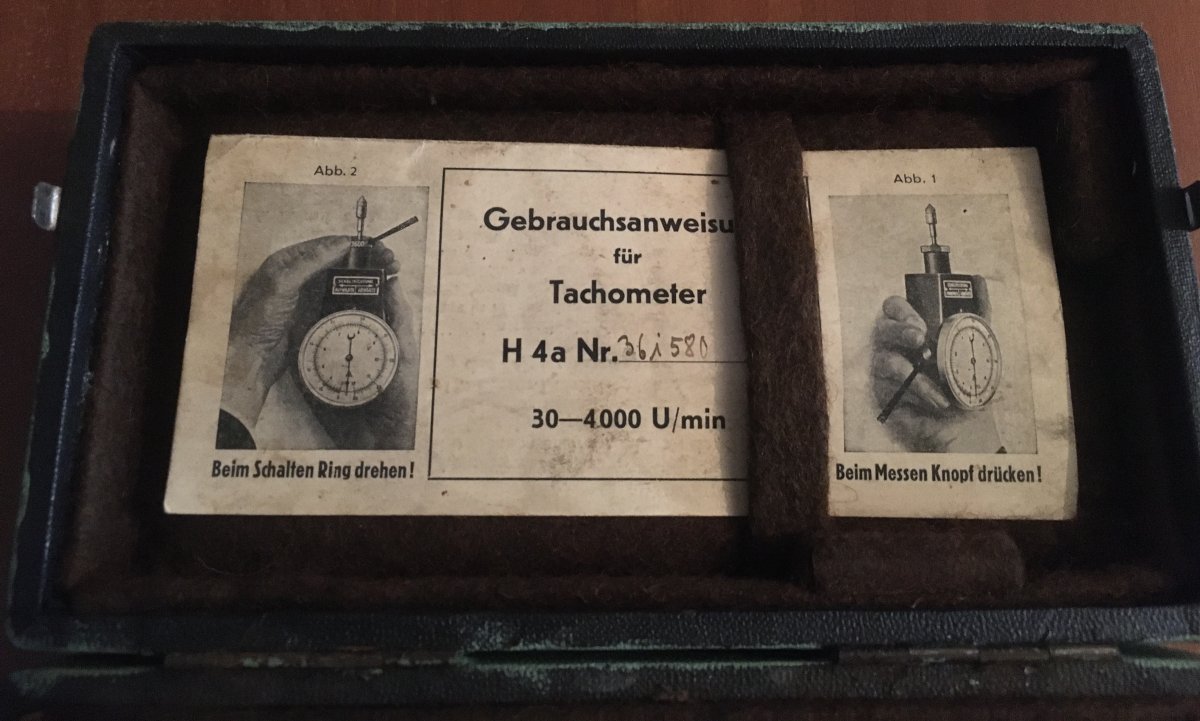 Abb. 2
Beim Schalten Ring drehen!
Gebrauchsanweisu
für
Tachometer
H 4a Nr. 361580
30—4000 U/min
Abb. 1
Beim Messen Knopf drücken!